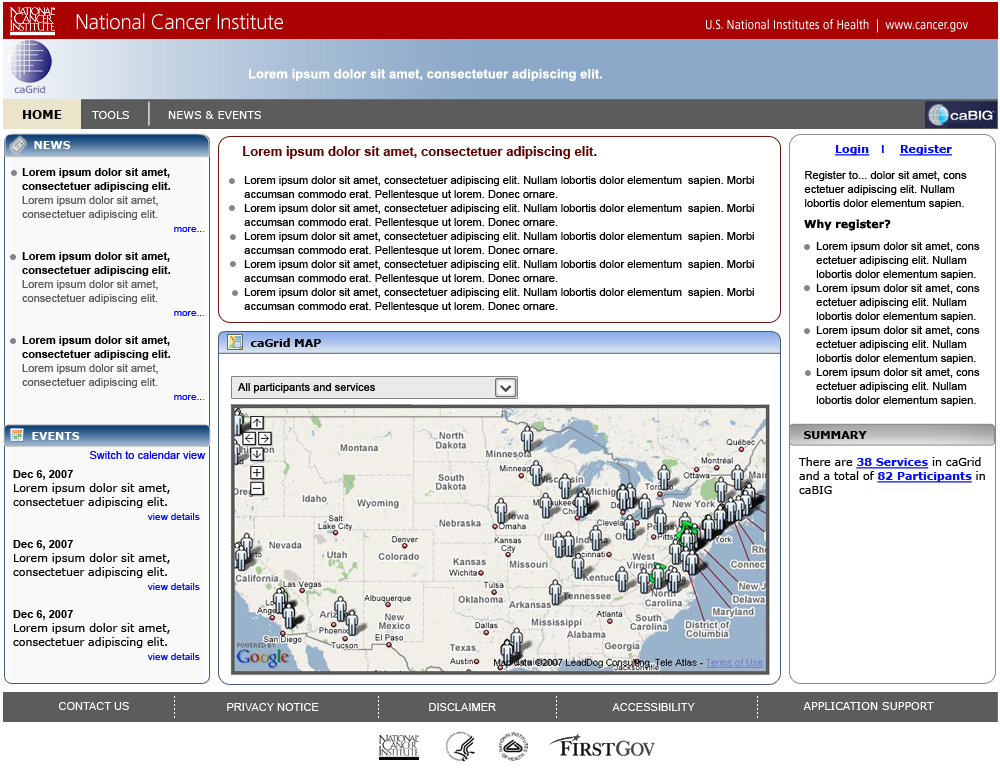 NATIONAL CANCER INSTITUTE
National Cancer Institute
U.S. National Institutes of Health | www.cancer.gov
caGrid
Lorem ipsum dolor sit amet, consectetuer adipiscing elit.
HOME
TOOLS
NEWS & EVENTS
caBIG
NEWS
Lorem ipsum dolor sit amet,
consectetuer adipiscing elit.
Lorem ipsum dolor sit amet,
consectetuer adipiscing elit.
more...
Lorem ipsum dolor sit amet,
consectetuer adipiscing elit.
Lorem ipsum dolor sit amet,
consectetuer adipiscing elit.
more...
Lorem ipsum dolor sit amet,
consectetuer adipiscing elit.
Lorem ipsum dolor sit amet,
consectetuer adipiscing elit.
more...
EVENTS
Switch to calendar view
Dec 6, 2007
Lorem ipsum dolor sit amet,
consectetuer adipiscing elit.
view details
Dec 6, 2007
Lorem ipsum dolor sit amet,
consectetuer adipiscing elit.
view details
Dec 6, 2007
Lorem ipsum dolor sit amet,
consectetuer adipiscing elit.
view details
Lorem ipsum dolor sit amet, consectetuer adipiscing elit.
Lorem ipsum dolor sit amet, consectetuer adipiscing elit. Nullam lobortis dolor elementum sapien. Morbi
accumsan commodo erat. Pellentesque ut lorem. Donec ornare.
Lorem ipsum dolor sit amet, consectetuer adipiscing elit. Nullam lobortis dolor elementum sapien. Morbi
accumsan commodo erat. Pellentesque ut lorem. Donec ornare.
Lorem ipsum dolor sit amet, consectetuer adipiscing elit. Nullam lobortis dolor elementum sapien. Morbi
accumsan commodo erat. Pellentesque ut lorem. Donec ornare.
Lorem ipsum dolor sit amet, consectetuer adipiscing elit. Nullam lobortis dolor elementum sapien. Morbi
accumsan commodo erat. Pellentesque ut lorem. Donec ornare.
Lorem ipsum dolor sit amet, consectetuer adipiscing elit. Nullam lobortis dolor elementum sapien. Morbi
accumsan commodo erat. Pellentesque ut lorem. Donec ornare.
caGrid MAP
All participants and services
North Dakota
Montana
Minnesota
Québec
Montréal
Ottawa
Minneap
South Dakota
Toronto
Michig
Idaho
Wyoming
Iowa
New York
Salt Lake City
Nebraska
Omaha
Clevela
Nevada
Utah
Denver
Colorado
Kansas City
Kansas
Missouri
West Virginia
California
Las Vegas
Wichita
Kentuc
Tulsa
Oklahoma
Arkansas
Tennessee
North Carolina
Albuquerque
New Mexico
Phoenix
Tucson
El Paso
San Diego
Dallas
Texas
Austin
Mississippi
Alabama
Atlanta
South Carolina
Jacksonville
Connec
New J
Delaw
Maryland
District of Columbia
POWERED BY
Google
Map data ©2007 LeadDog Consulting, Tele Atlas - Terms of Use
Login | Register
Register to... dolor sit amet, cons
ectetuer adipiscing elit. Nullam
lobortis dolor elementum sapien.
Why register?
Lorem ipsum dolor sit amet, cons
ectetuer adipiscing elit. Nullam
lobortis dolor elementum sapien.
Lorem ipsum dolor sit amet, cons
ectetuer adipiscing elit. Nullam
lobortis dolor elementum sapien.
Lorem ipsum dolor sit amet, cons
ectetuer adipiscing elit. Nullam
lobortis dolor elementum sapien.
Lorem ipsum dolor sit amet, cons
ectetuer adipiscing elit. Nullam
lobortis dolor elementum sapien.
SUMMARY
There are 38 Services in caGrid
and a total of 82 Participants in
caBIG
CONTACT US
PRIVACY NOTICE
DISCLAIMER
ACCESSIBILITY
APPLICATION SUPPORT
NATIONAL CANCER INSTITUTE
FIRSTGOV